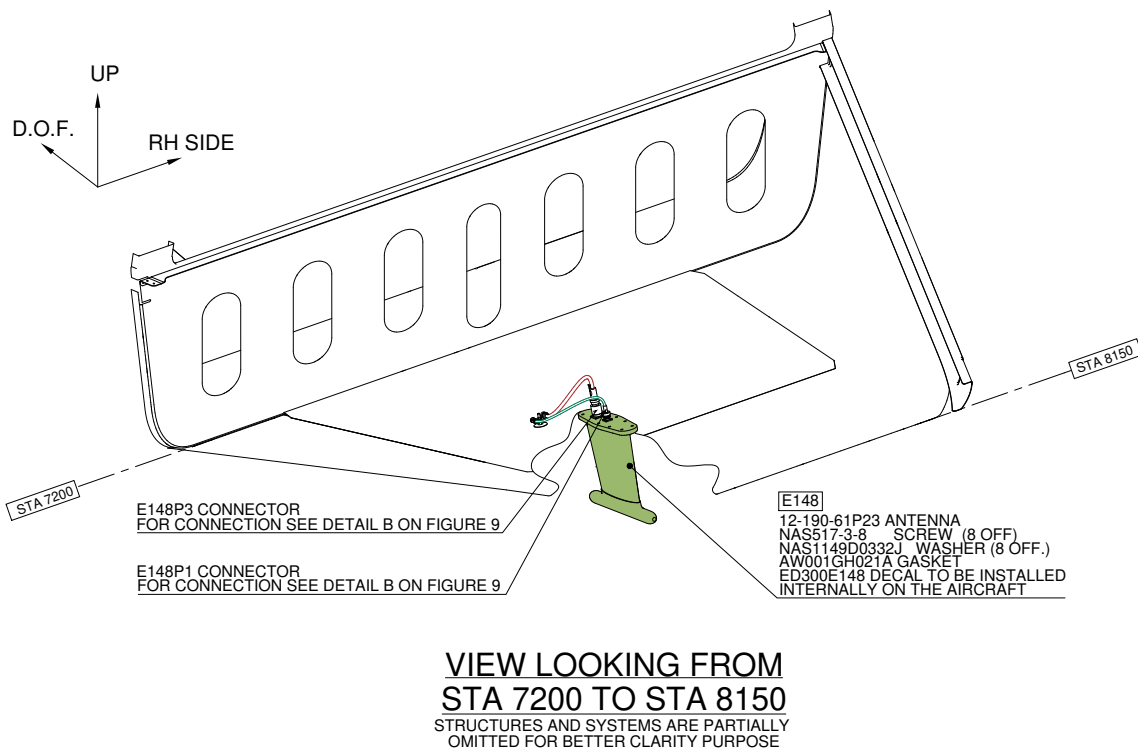 UP
D.O.F.
RH SIDE
STA 8150
STA 7200
E148P3 CONNECTOR
FOR CONNECTION SEE DETAIL B ON FIGURE 9
E148P1 CONNECTOR
FOR CONNECTION SEE DETAIL B ON FIGURE 9
E148
12-190-61P23 ANTENNA
NAS517-3-8 SCREW (8 OFF)
NAS1149D0332J WASHER (8 OFF.)
AW001GH021A GASKET
ED300E148 DECAL TO BE INSTALLED
INTERNALLY ON THE AIRCRAFT
VIEW LOOKING FROM
STA 7200 TO STA 8150
STRUCTURES AND SYSTEMS ARE PARTIALLY
OMITTED FOR BETTER CLARITY PURPOSE